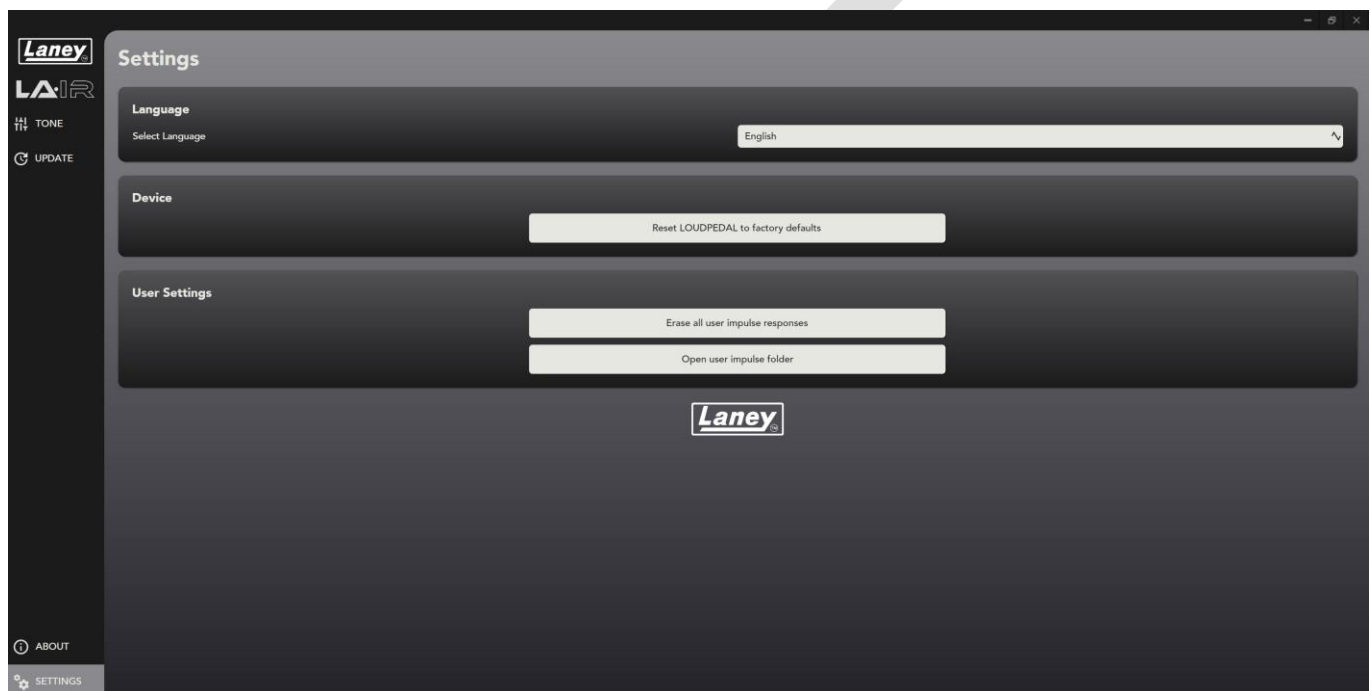 Laney
LA·IR
TONE
UPDATE
Settings
Language
Select Language
English
Device
Reset LOUDPEDAL to factory defaults
User Settings
Erase all user impulse responses
Open user impulse folder
Laney
ABOUT
SETTINGS